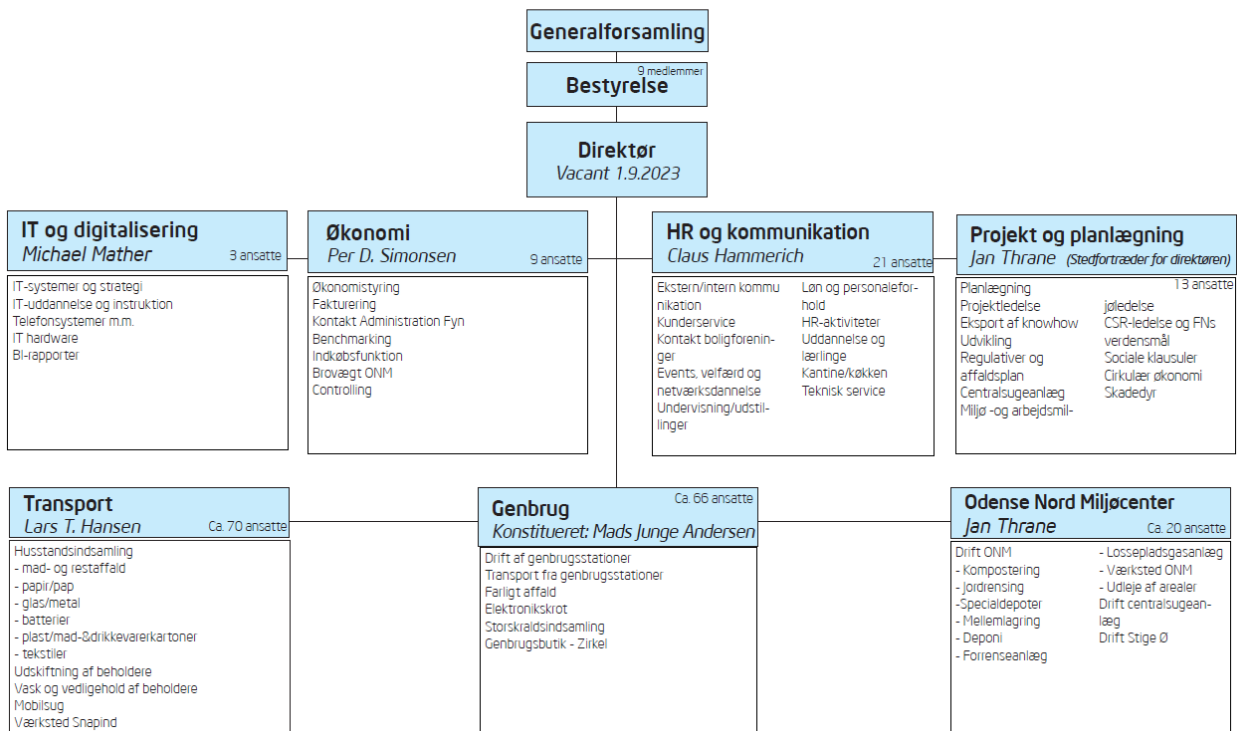 Generalforsamling
9 medlemmer
Bestyrelse
Direktør
Vacant 1.9.2023
IT og digitalisering
Michael Mather
3 ansatte
IT-systemer og strategi
IT-uddannelse og instruktion
Telefonsystemer m.m.
IT hardware
BI-rapporter
Økonomi
Per D. Simonsen
9 ansatte
Økonomistyring
Fakturering
Kontakt Administration Fyn
Benchmarking
Indkøbsfunktion
Brovægt ONM
Controlling
HR og kommunikation
Claus Hammerich
21 ansatte
Ekstern/intern kommu
nikation
Kunderservice
Kontakt boligforenin-
ger
Events, velfærd og
netværksdannelse
Undervisning/udstil-
linger
Løn og personalefor-
hold
HR-aktiviteter
Uddannelse og
lærlinge
Kantine/køkken
Teknisk service
Projekt og planlægning
Jan Thrane (Stedfortræder for direktøren)
13 ansatte
Planlægning
Projektledelse
Eksport af knowhow
Udvikling
Regulativer og
affaldsplan
Centralsugeanlæg
Miljø -og arbejdsmil-
jøledelse
CSR-ledelse og FNs
verdensmål
Sociale klausuler
Cirkulær økonomi
Skadedyr
Transport
Lars T. Hansen
Ca. 70 ansatte
Husstandsindsamling
- mad- og restaffald
- papir/pap
- glas/metal
- batterier
- plast/mad-&drikkevarerkartoner
- tekstiler
Udskiftning af beholdere
Vask og vedligehold af beholdere
Mobilsug
Værksted Snapind
Ca. 66 ansatte
Genbrug
Konstitueret: Mads Junge Andersen
Drift af genbrugsstationer
Transport fra genbrugsstationer
Farligt affald
Elektronikskrot
Storskraldsindsamling
Genbrugsbutik - Zirkel
Odense Nord Miljøcenter
Jan Thrane
Ca. 20 ansatte
Drift ONM
- Kompostering
- Jordrensing
-Specialdepoter
- Mellemlagring
- Deponi
- Forrenseanlæg
- Lossepladsgasanlæg
- Værksted ONM
- Udleje af arealer
Drift centralsugean-
læg
Drift Stige Ø